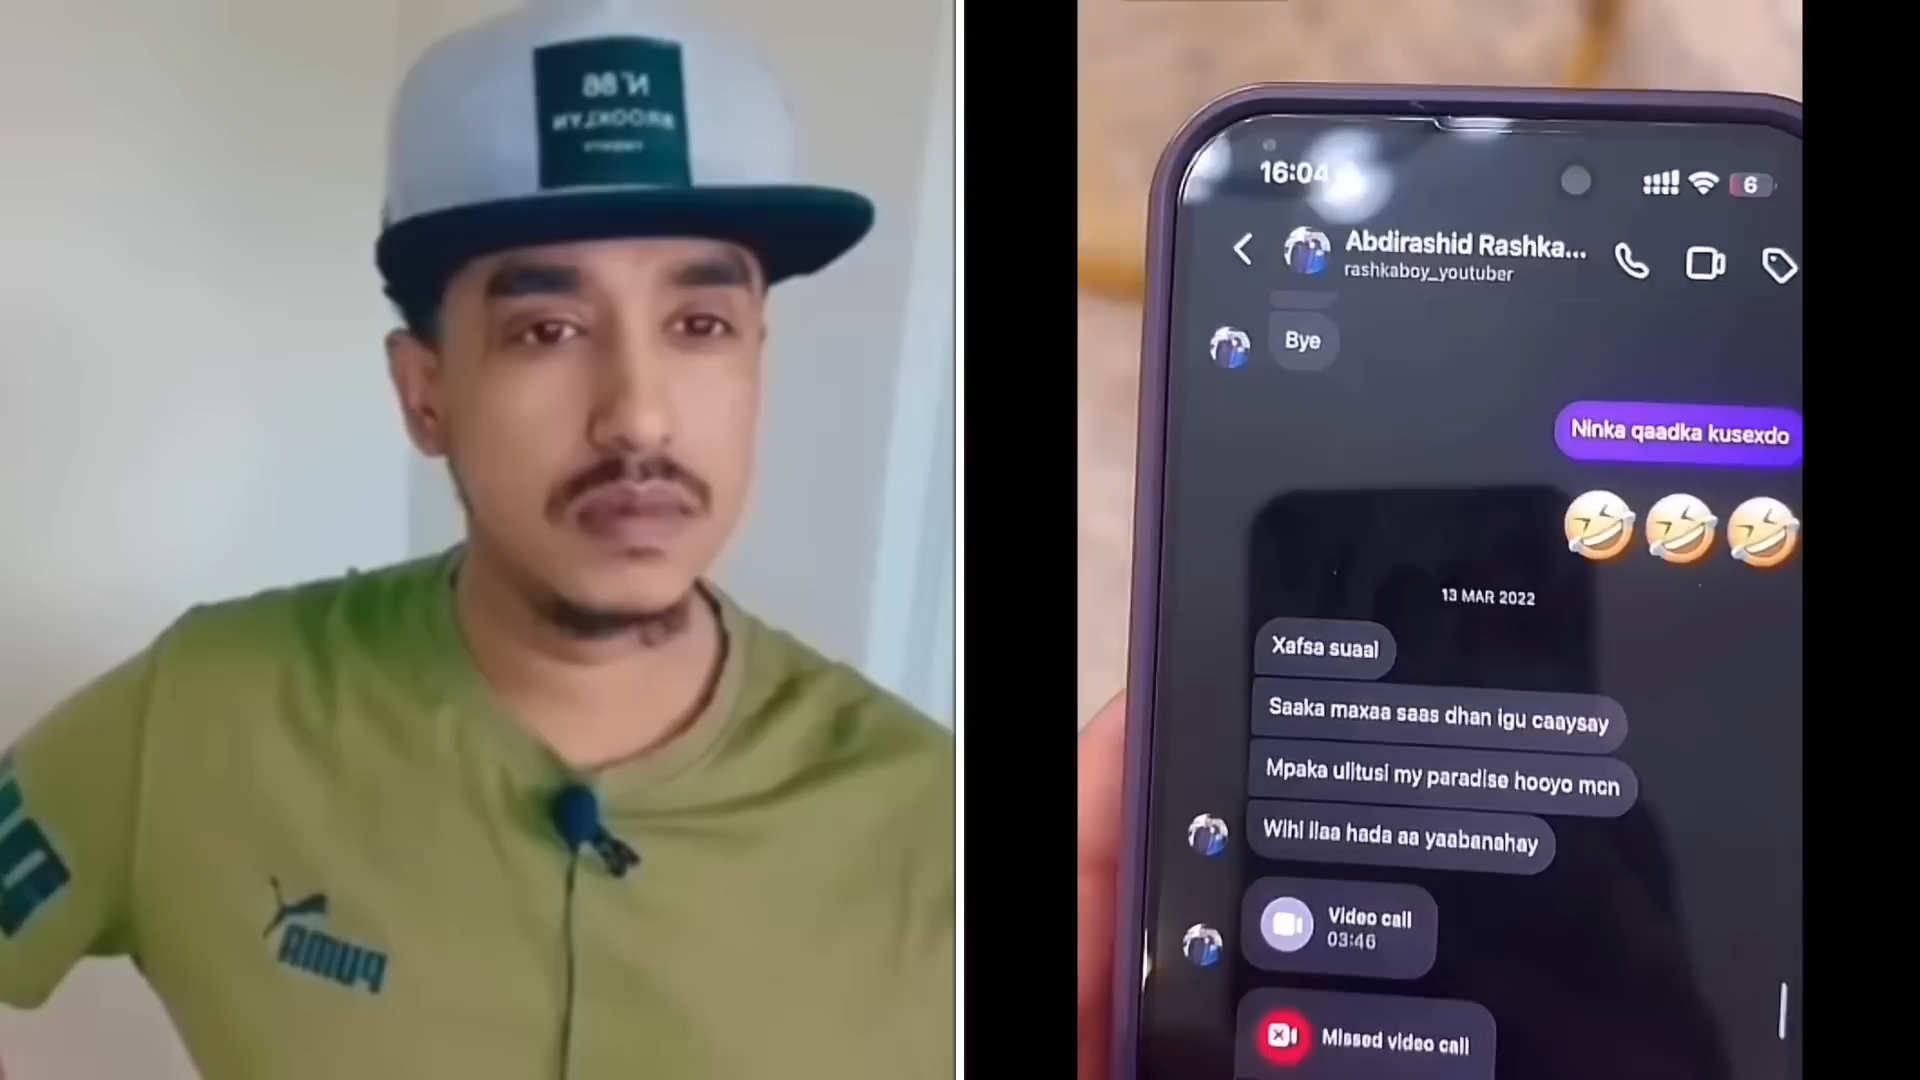 N°86
BROOKLYN
PUMA
16:04
6
Abdirashid Rashka...
rashkaboy_youtuber
Bye
Ninka qaadka kusexdo
🤣🤣🤣
13 MAR 2022
Xafsa suaal
Saaka maxaa saas dhan igu caaysay
Mpaka ulitusi my paradise hooyo mcn
Wihi ilaa hada aa yaabanahay
Video call
03:46
Missed video call